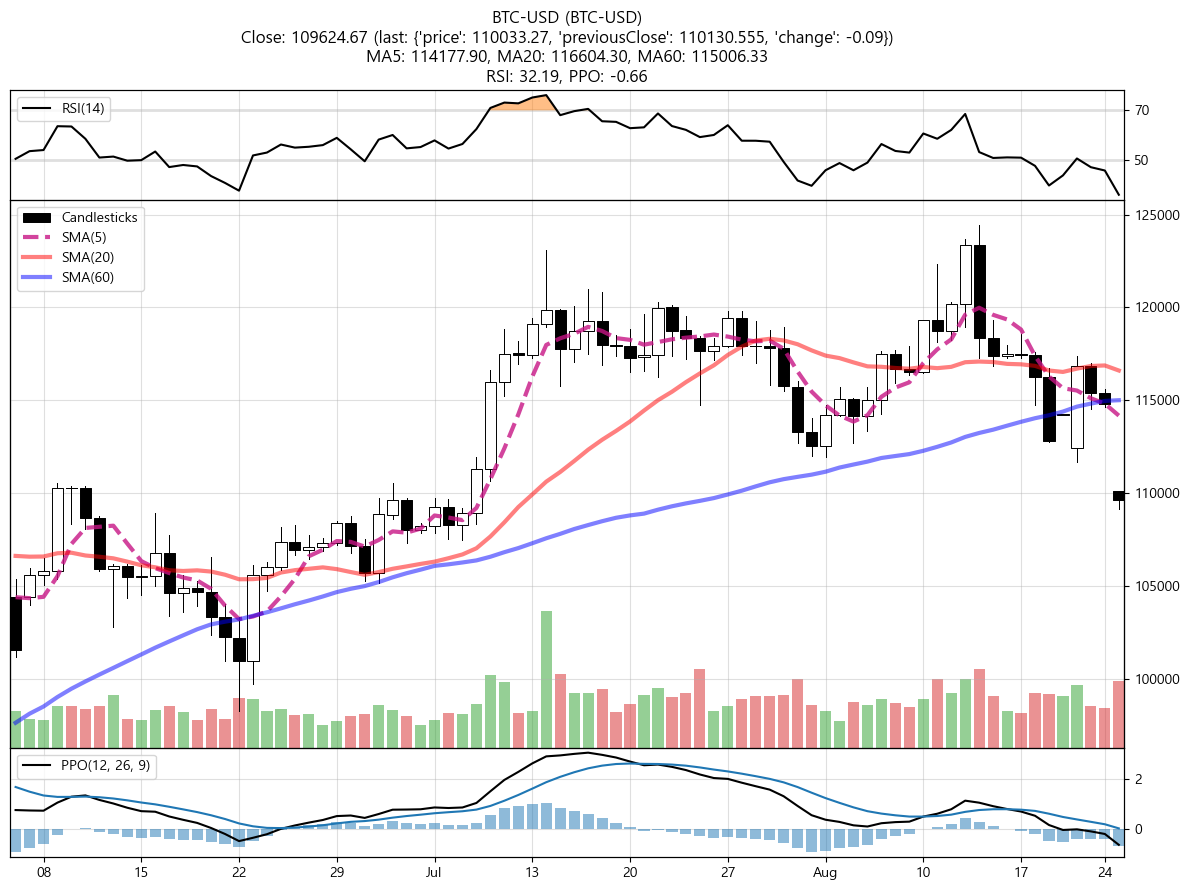 BTC-USD (BTC-USD)
Close: 109624.67 (last: {'price': 110033.27, 'previousClose': 110130.555, 'change': -0.09})
MA5: 114177.90, MA20: 116604.30, MA60: 115006.33
RSI: 32.19, PPO: -0.66
RSI(14)
70
50
Candlesticks
SMA(5)
SMA(20)
SMA(60)
125000
120000
115000
110000
105000
100000
PPO(12, 26, 9)
2
0
08 15 22 29 Jul 13 20 27 Aug 10 17 24